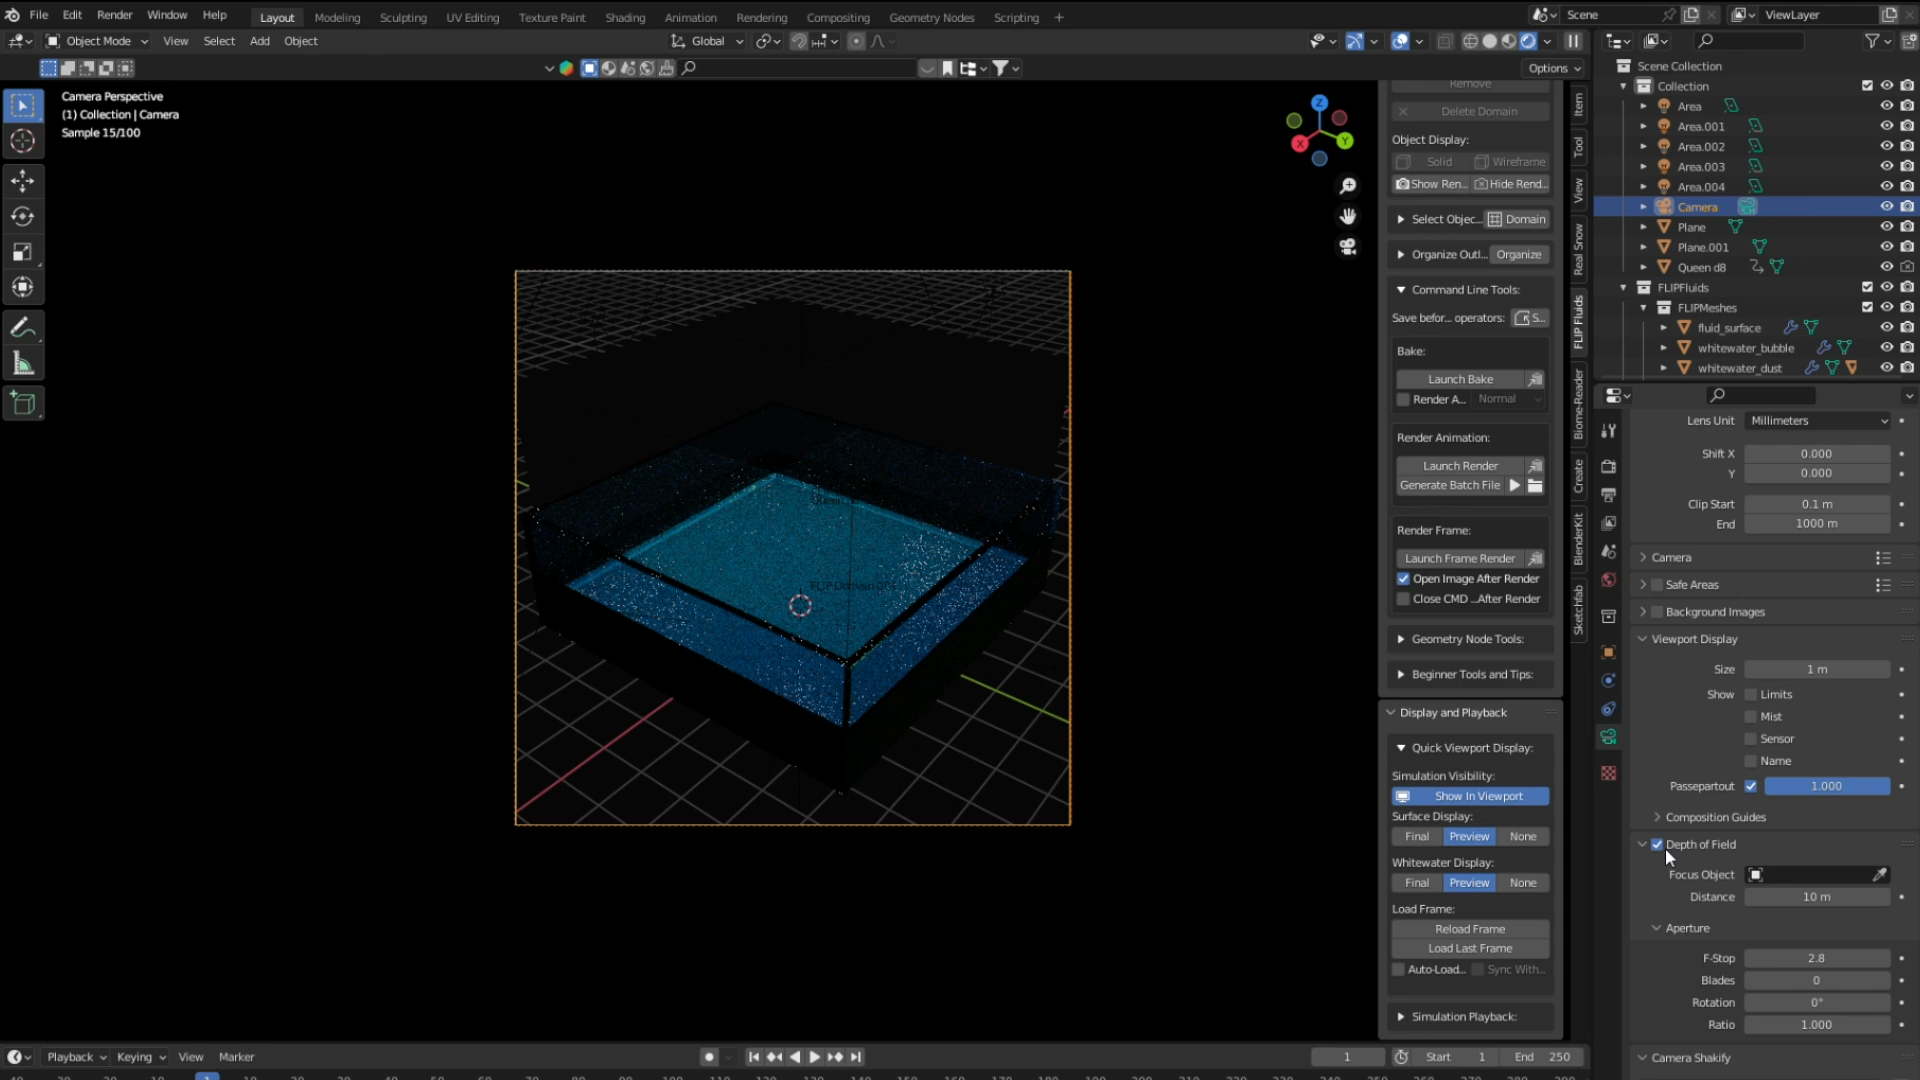 File Edit Render Window Help Layout Modeling Sculpting UV Editing Texture Paint Shading Animation Rendering Compositing Geometry Nodes Scripting + Scene ViewLayer
Object Mode View Select Add Object Global
Options
Camera Perspective
(1) Collection | Camera
Sample 15/100
Z
X
Y
Remove
Delete Domain
Object Display:
Solid Wireframe
Show Ren... Hide Rend...
Select Objec... Domain
Organize Outl... Organize
Command Line Tools:
Save befor... operators: S...
Bake:
Launch Bake
Render A... Normal
Render Animation:
Launch Render
Generate Batch File
Render Frame:
Launch Frame Render
Open Image After Render
Close CMD ...After Render
Geometry Node Tools:
Beginner Tools and Tips:
Display and Playback
Quick Viewport Display:
Simulation Visibility:
Show In Viewport
Surface Display:
Final Preview None
Whitewater Display:
Final Preview None
Load Frame:
Reload Frame
Load Last Frame
Auto-Load... Sync With...
Simulation Playback:
Item
Tool
View
Real Snow
FLIP Fluids
Biome-Reader
Create
BlenderKit
Sketchfab
Scene Collection
Collection
Area
Area.001
Area.002
Area.003
Area.004
Camera
Plane
Plane.001
Queen d8
FLIPFluids
FLIPMeshes
fluid_surface
whitewater_bubble
whitewater_dust
Lens Unit Millimeters
Shift X 0.000
Y 0.000
Clip Start 0.1 m
End 1000 m
Camera
Safe Areas
Background Images
Viewport Display
Size 1 m
Show Limits
Mist
Sensor
Name
Passepartout 1.000
Composition Guides
Depth of Field
Focus Object
Distance 10 m
Aperture
F-Stop 2.8
Blades 0
Rotation 0°
Ratio 1.000
Camera Shakify
Playback Keying View Marker 1 Start 1 End 250